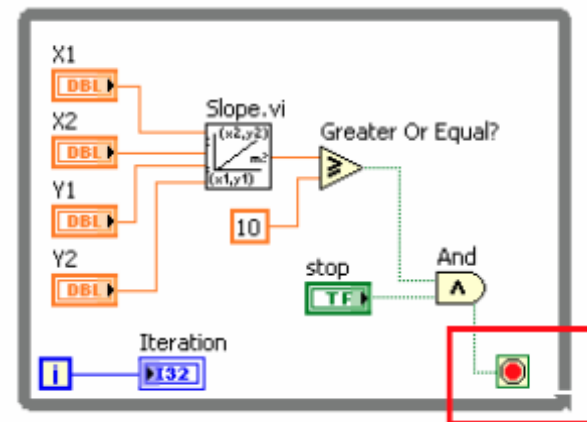 X1
DBL
X2
DBL
Y1
DBL
Y2
DBL
Slope.vi
(x2,y2)
m=?
(x1,y1)
Greater Or Equal?
≥
10
stop
TF
And
∧
Iteration
i
I32